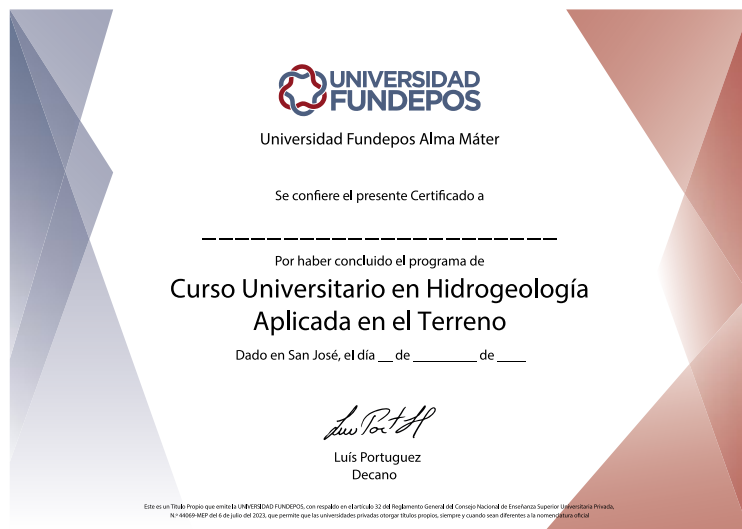 UNIVERSIDAD
FUNDEPOS
Universidad Fundepos Alma Máter
Se confiere el presente Certificado a
_ _ _ _ _ _ _ _ _ _ _ _ _ _ _ _ _ _ _ _ _ _
Por haber concluido el programa de
Curso Universitario en Hidrogeología
Aplicada en el Terreno
Dado en San José, el día __ de ________ de ____
Luís Portuguez
Decano
Este es un Título Propio que emite la UNIVERSIDAD FUNDEPOS, con respaldo en el artículo 32 del Reglamento General del Consejo Nacional de Enseñanza Superior Universitaria Privada,
N.º 44069-MEP del 6 de julio del 2023, que permite que las universidades privadas otorgar títulos propios, siempre y cuando sean diferentes a la nomenclatura oficial